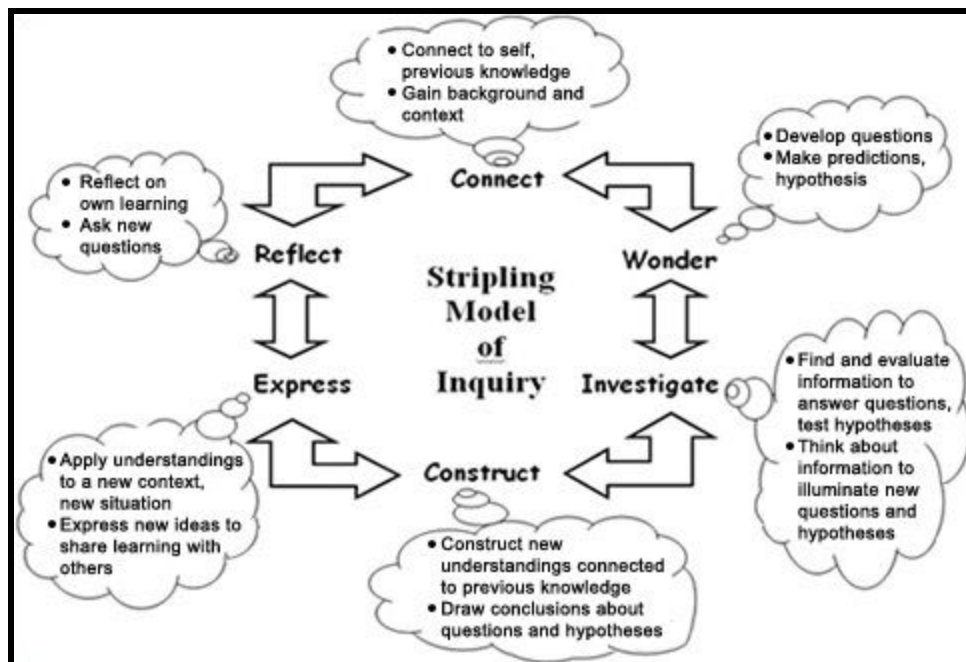 • Connect to self,
previous knowledge
• Gain background and
context
Connect
• Develop questions
• Make predictions,
hypothesis
Wonder
• Find and evaluate
information to
answer questions,
test hypotheses
• Think about
information to
illuminate new
questions and
hypotheses
Investigate
• Construct new
understandings connected
to previous knowledge
• Draw conclusions about
questions and hypotheses
Construct
• Apply understandings
to a new context,
new situation
• Express new ideas to
share learning with
others
Express
• Reflect on
own learning
• Ask new
questions
Reflect
Stripling
Model
of
Inquiry